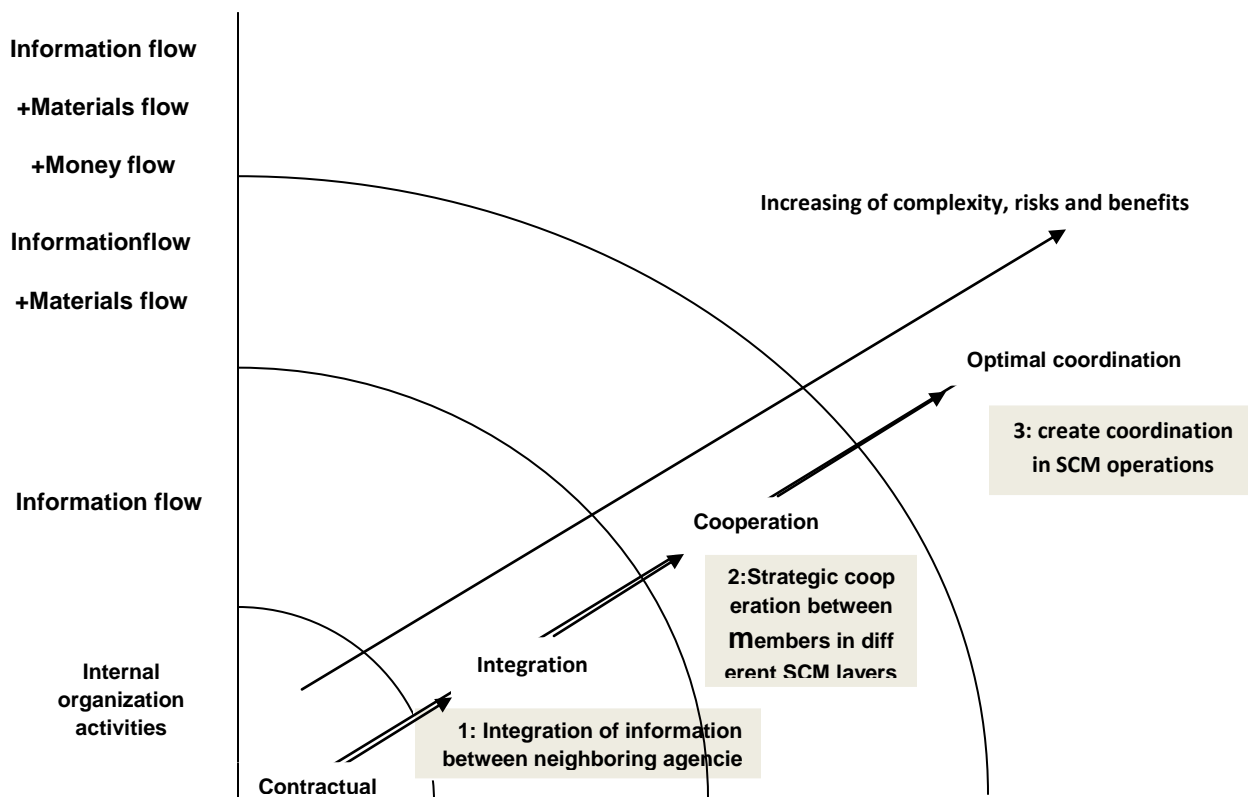 Information flow
+Materials flow
+Money flow
Informationflow
+Materials flow
Information flow
Internal
organization
activities
Increasing of complexity, risks and benefits
Optimal coordination
3: create coordination
in SCM operations
Cooperation
2:Strategic coop
eration between
members in diff
erent SCM layers
Integration
1: Integration of information
between neighboring agencie
Contractual